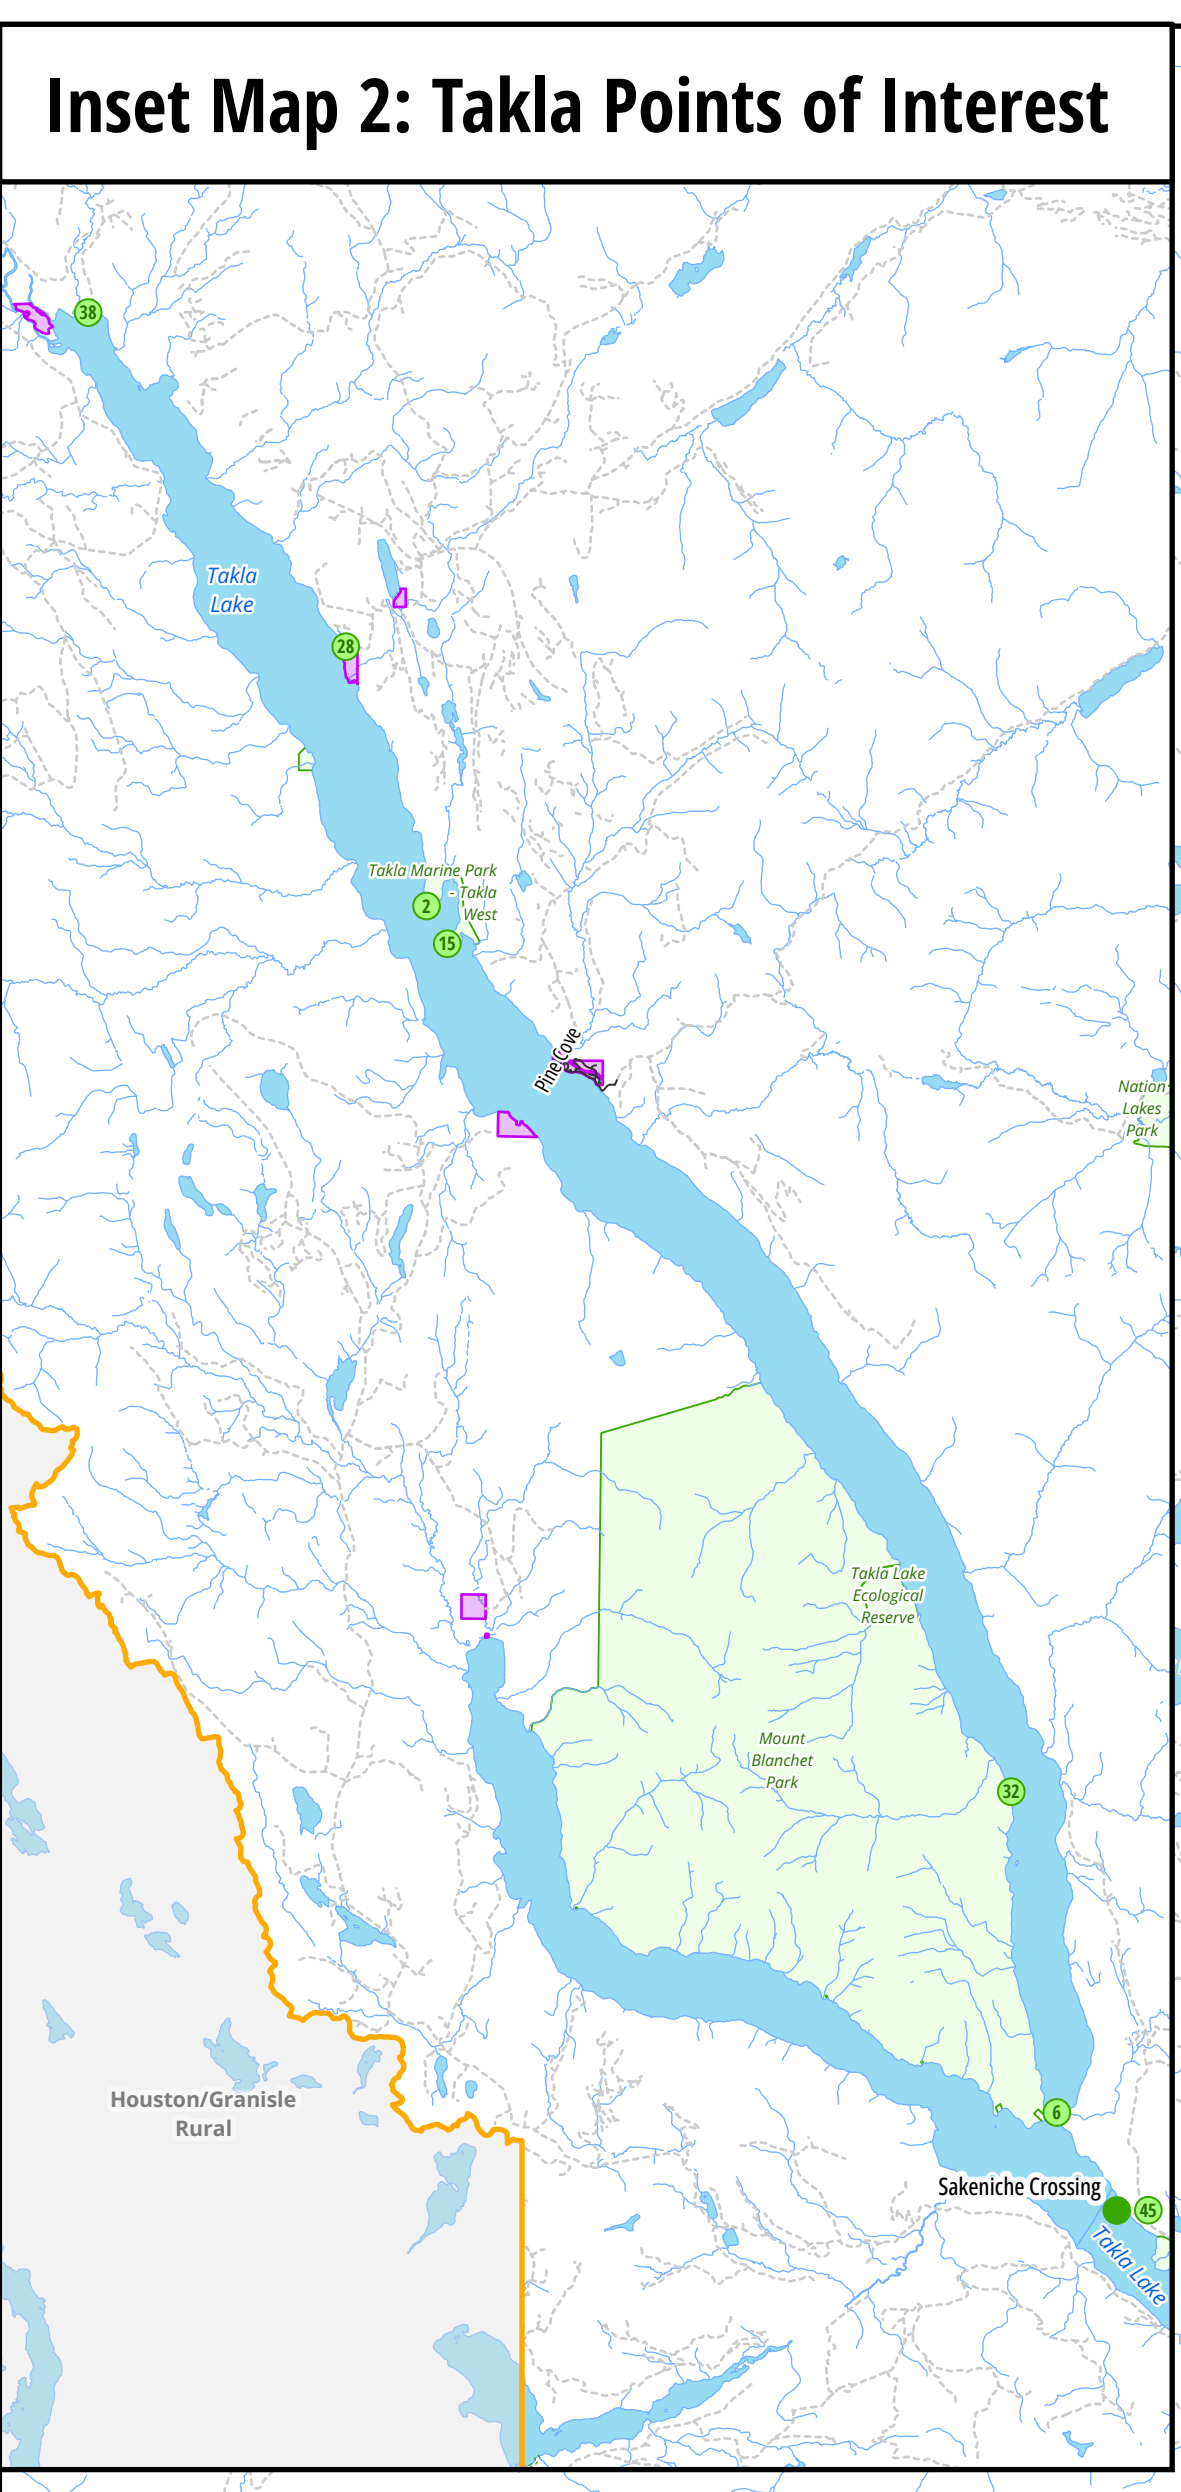 Inset Map 2: Takla Points of Interest
38
Takla
Lake
28
Takla Marine Park
- Takla
West
2
15
Pine Cove
Nation
Lakes
Park
Takla Lake
Ecological
Reserve
Mount
Blanchet
Park
32
Houston/Granisle
Rural
6
Sakeniche Crossing
45
Takla Lake